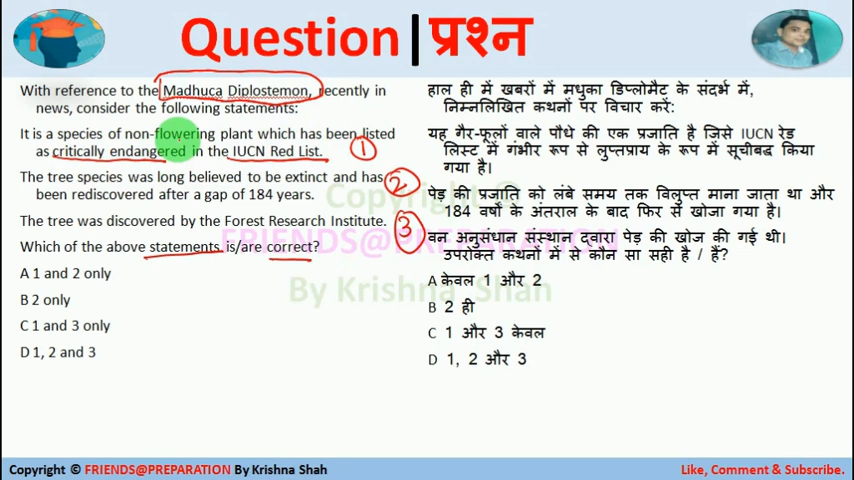 Question|प्रश्न
With reference to the Madhuca Diplostemon, recently in
news, consider the following statements:
It is a species of non-flowering plant which has been listed
as critically endangered in the IUCN Red List. 1
The tree species was long believed to be extinct and has
been rediscovered after a gap of 184 years. 2
The tree was discovered by the Forest Research Institute. 3
Which of the above statements is/are correct?
A 1 and 2 only
B 2 only
C 1 and 3 only
D 1, 2 and 3
हाल ही में खबरों में मधुका डिप्लोमैट के संदर्भ में,
निम्नलिखित कथनों पर विचार करें:
यह गैर-फूलों वाले पौधे की एक प्रजाति है जिसे IUCN रेड
लिस्ट में गंभीर रूप से लुप्तप्राय के रूप में सूचीबद्ध किया
गया है।
पेड़ की प्रजाति को लंबे समय तक विलुप्त माना जाता था और
184 वर्षों के अंतराल के बाद फिर से खोजा गया है।
वन अनुसंधान संस्थान द्वारा पेड़ की खोज की गई थी।
उपरोक्त कथनों में से कौन सा सही है / हैं?
A केवल 1 और 2
B 2 ही
C 1 और 3 केवल
D 1, 2 और 3
Copyright ©
FRIENDS@PREPARATION
By Krishna Shah
Copyright © FRIENDS@PREPARATION By Krishna Shah
Like, Comment & Subscribe.